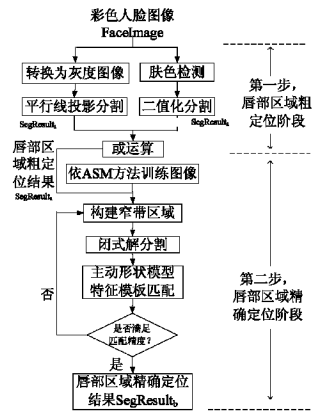 彩色人脸图像
FaceImage
转换为灰度图像
肤色检测
平行线投影分割
二值化分割
SegResult
SegResult
第一步，
唇部区域粗
定位阶段
唇部区
域粗定
位结果
SegResult
或运算
依ASM方法训练图像
构建窄带区域
闭式解分割
主动形状模型
特征模板匹配
否
是否满足
匹配精度？
是
唇部区域精确定位
结果SegResult
第二步，
唇部区域精
确定位阶段